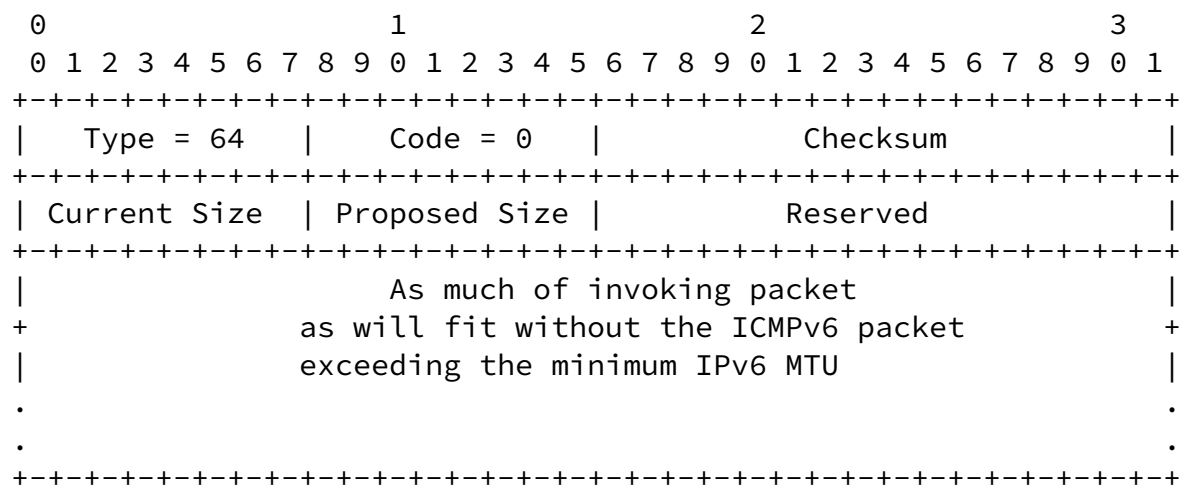 0                   1                   2                   3
 0 1 2 3 4 5 6 7 8 9 0 1 2 3 4 5 6 7 8 9 0 1 2 3 4 5 6 7 8 9 0 1
+-+-+-+-+-+-+-+-+-+-+-+-+-+-+-+-+-+-+-+-+-+-+-+-+-+-+-+-+-+-+-+-+
|   Type = 64   |    Code = 0   |           Checksum            |
+-+-+-+-+-+-+-+-+-+-+-+-+-+-+-+-+-+-+-+-+-+-+-+-+-+-+-+-+-+-+-+-+
| Current Size  | Proposed Size |          Reserved             |
+-+-+-+-+-+-+-+-+-+-+-+-+-+-+-+-+-+-+-+-+-+-+-+-+-+-+-+-+-+-+-+-+
|                    As much of invoking packet                 |
+               as will fit without the ICMPv6 packet           +
|               exceeding the minimum IPv6 MTU                  |
.                                                               .
.                                                               .
+-+-+-+-+-+-+-+-+-+-+-+-+-+-+-+-+-+-+-+-+-+-+-+-+-+-+-+-+-+-+-+-+